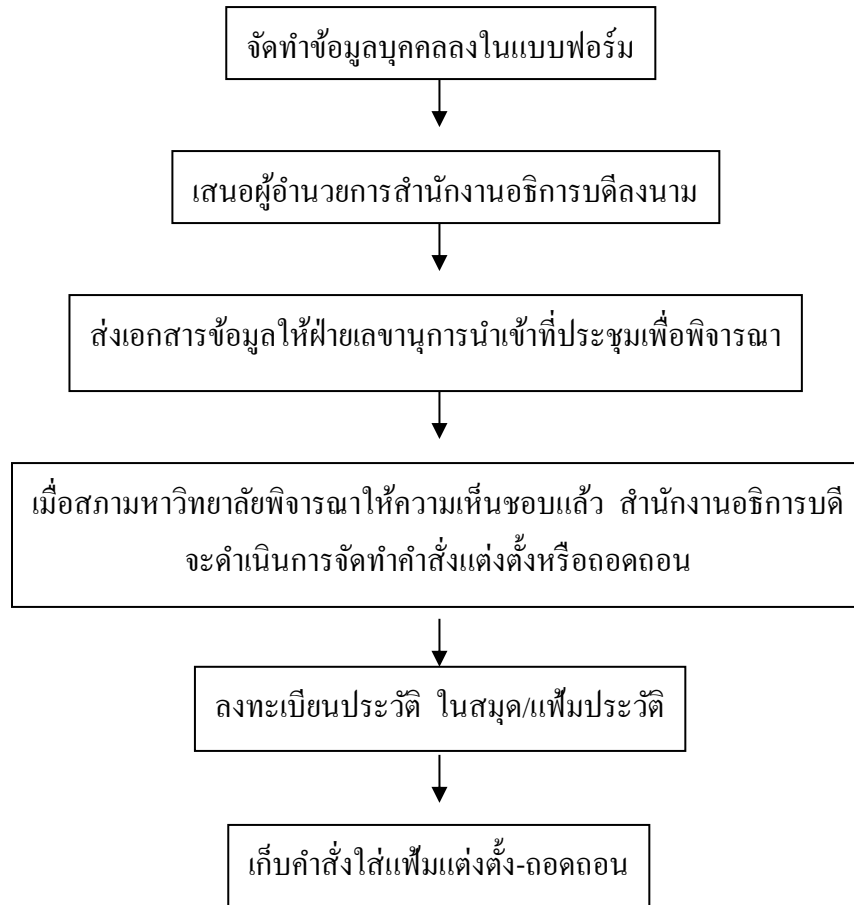 จัดทำข้อมูลบุคคลลงในแบบฟอร์ม
เสนอผู้อำนวยการสำนักงานอธิการบดีลงนาม
ส่งเอกสารข้อมูลให้ฝ่ายเลขานุการนำเข้าที่ประชุมเพื่อพิจารณา
เมื่อสภามหาวิทยาลัยพิจารณาให้ความเห็นชอบแล้ว สำนักงานอธิการบดี
จะดำเนินการจัดทำคำสั่งแต่งตั้งหรือถอดถอน
ลงทะเบียนประวัติ ในสมุด/แฟ้มประวัติ
เก็บคำสั่งใส่แฟ้มแต่งตั้ง-ถอดถอน